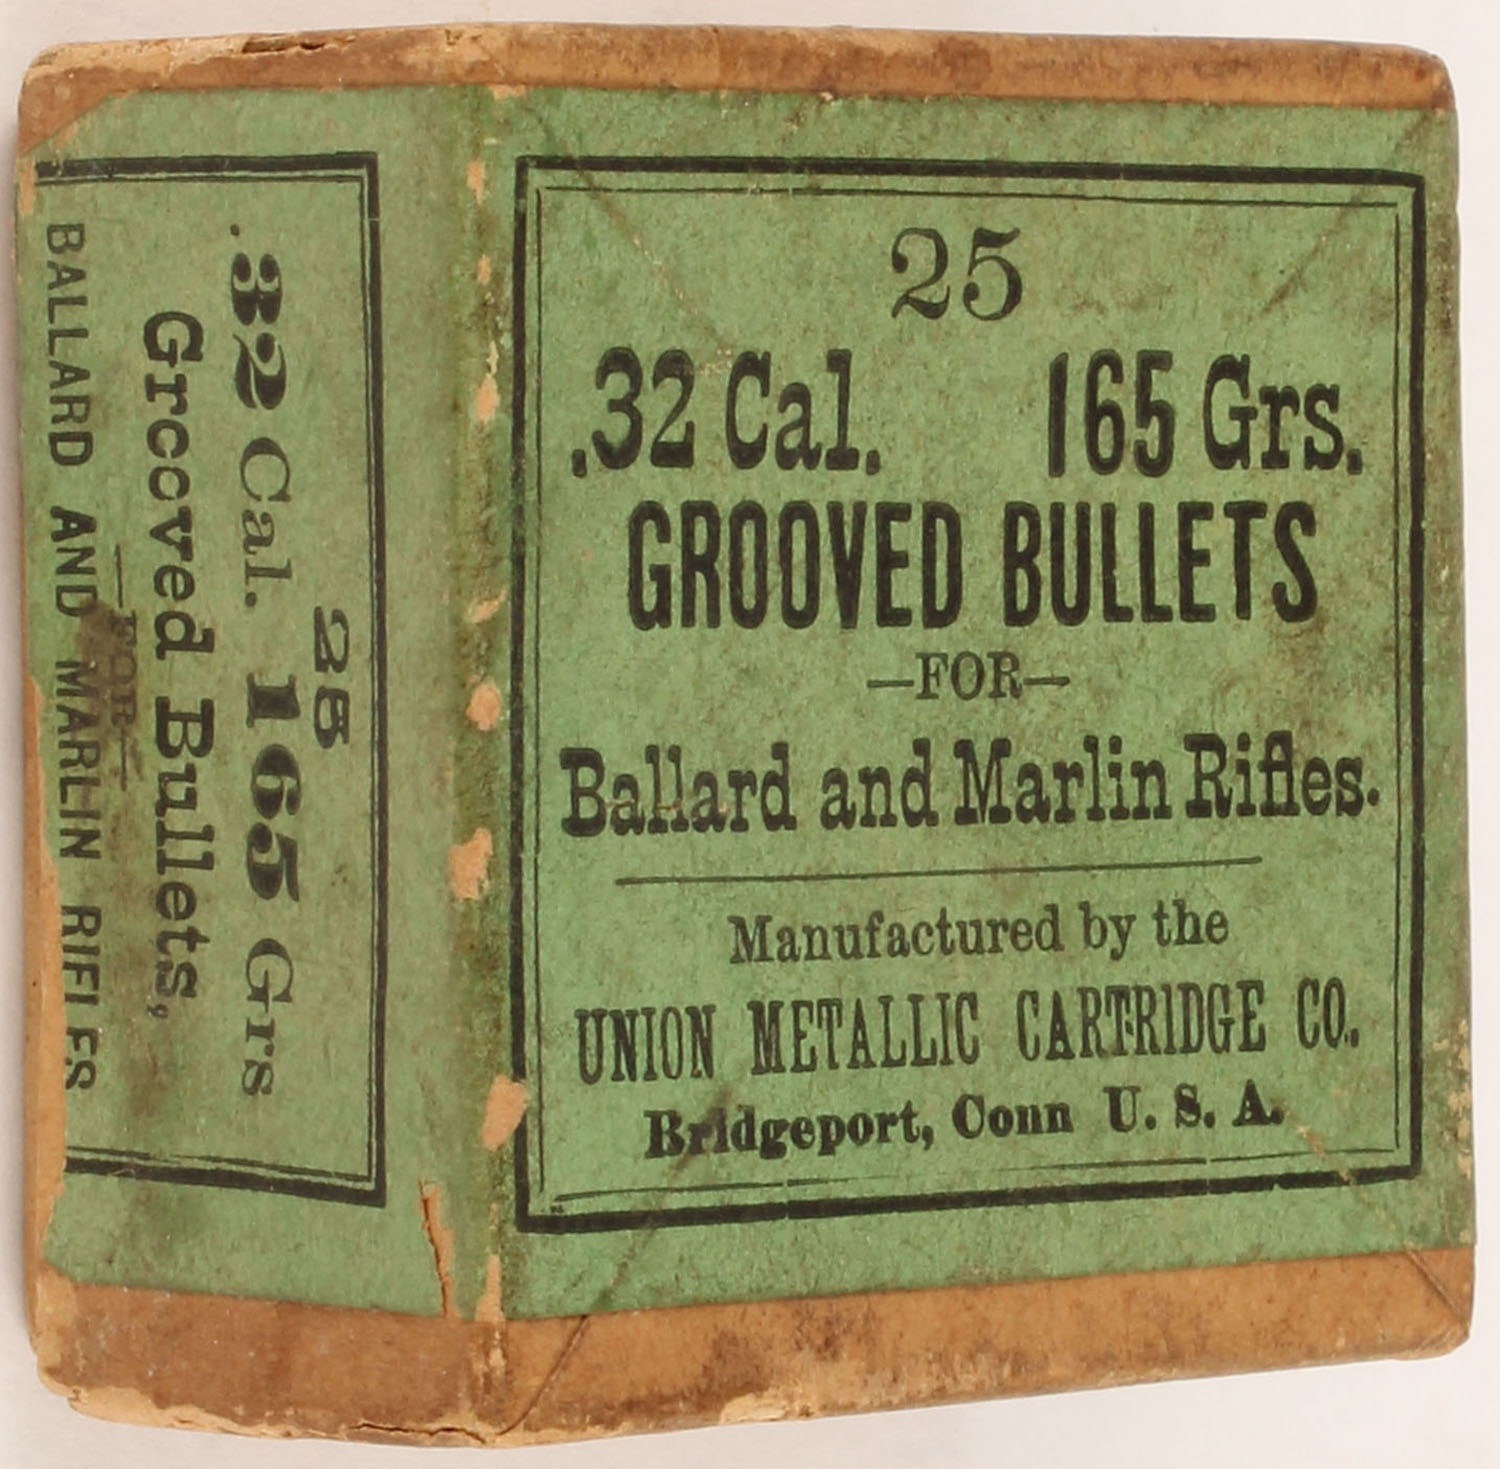 25
.32 Cal. 165 Grs.
GROOVED BULLETS
—FOR—
Ballard and Marlin Rifles.
Manufactured by the
UNION METALLIC CARTRIDGE CO.
Bridgeport, Conn U. S. A.
25
.32 Cal. 165 Grs
Grooved Bullets,
—FOR—
BALLARD AND MARLIN RIFLES